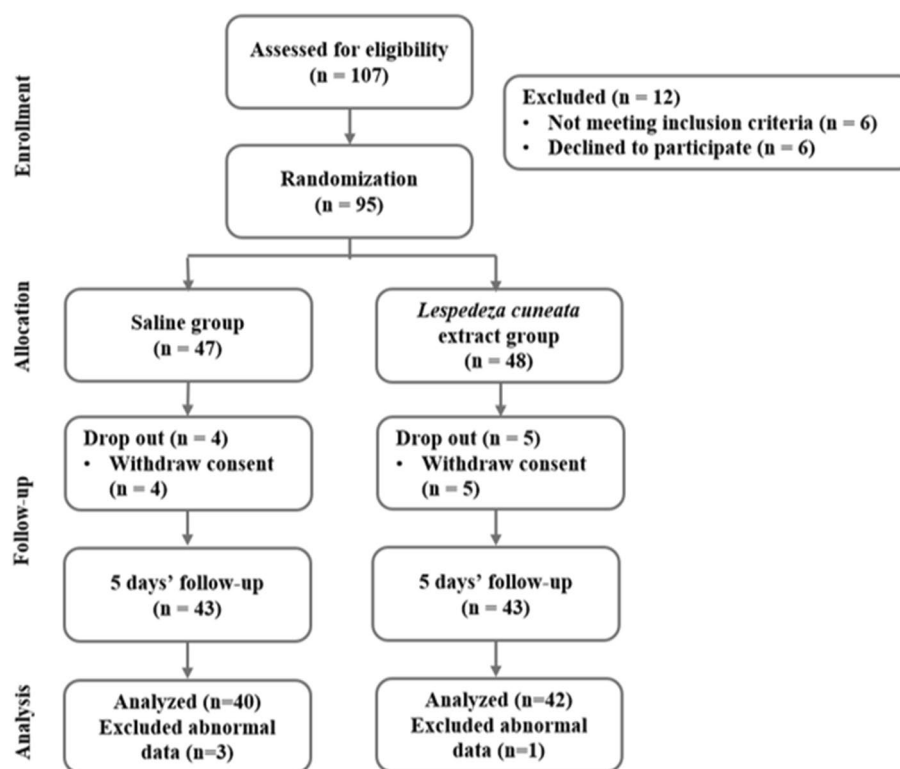 Enrollment
Assessed for eligibility
(n = 107)
Excluded (n = 12)
• Not meeting inclusion criteria (n = 6)
• Declined to participate (n = 6)
Randomization
(n = 95)
Allocation
Saline group
(n = 47)
Lespedeza cuneata
extract group
(n = 48)
Follow-up
Drop out (n = 4)
• Withdraw consent
(n = 4)
Drop out (n = 5)
• Withdraw consent
(n = 5)
5 days’ follow-up
(n = 43)
5 days’ follow-up
(n = 43)
Analysis
Analyzed (n=40)
Excluded abnormal
data (n=3)
Analyzed (n=42)
Excluded abnormal
data (n=1)